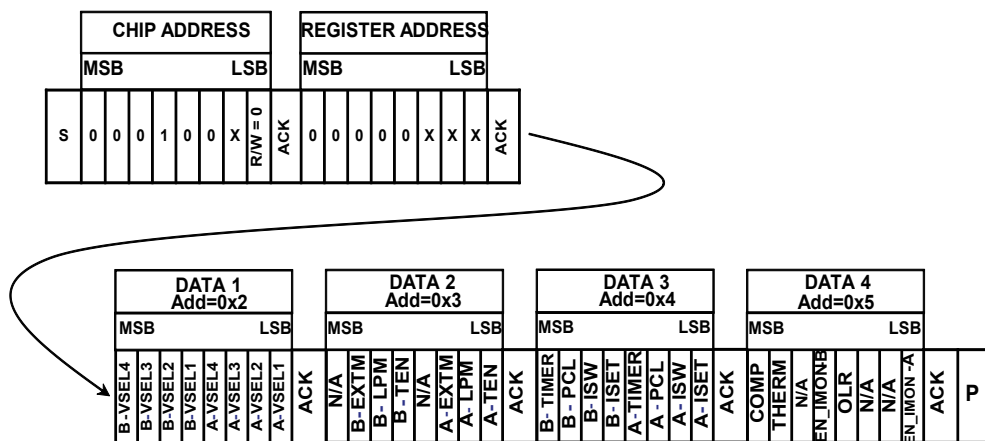 CHIP ADDRESS REGISTER ADDRESS
MSB LSB MSB LSB
S 0 0 0 1 0 0 X R/W = 0 ACK 0 0 0 0 0 X X X ACK
DATA 1 DATA 2 DATA 3 DATA 4
Add=0x2 Add=0x3 Add=0x4 Add=0x5
MSB LSB MSB LSB MSB LSB MSB LSB
B-VSEL4 B-VSEL3 B-VSEL2 B-VSEL1 A-VSEL4 A-VSEL3 A-VSEL2 A-VSEL1 ACK N/A B-EXTM B- LPM B - TEN N/A A-EXTM A- LPM A-TEN ACK B- TIMER B - PCL B- ISW B- ISET A-TIMER A - PCL A- ISW A- ISET ACK COMP THERM N/A EN_IMON-B OLR N/A N/A EN_IMON -A ACK P